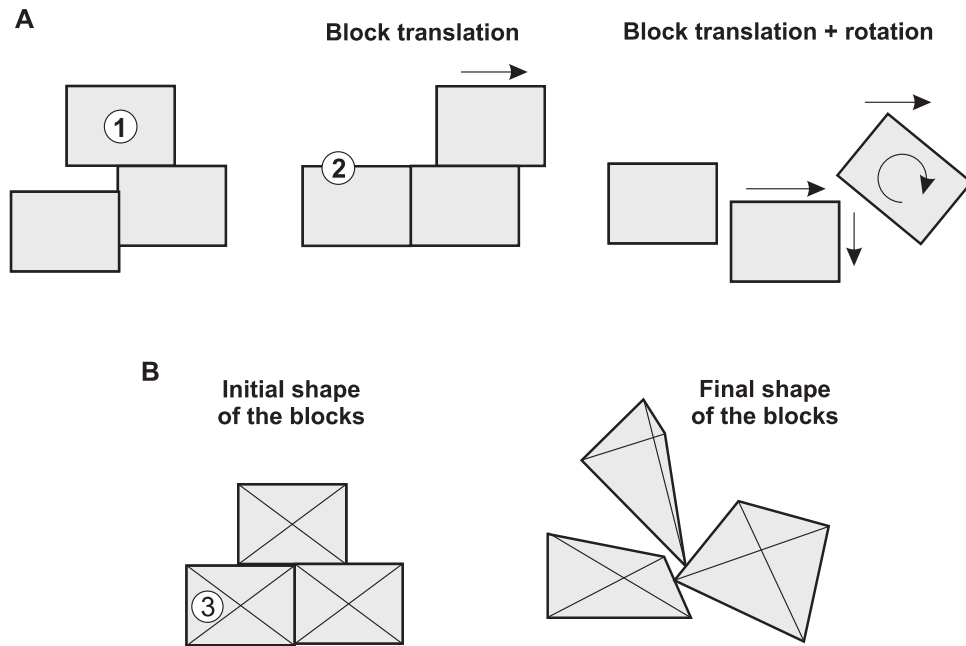 A
Block translation
Block translation + rotation
1
2
B
Initial shape
of the blocks
Final shape
of the blocks
3